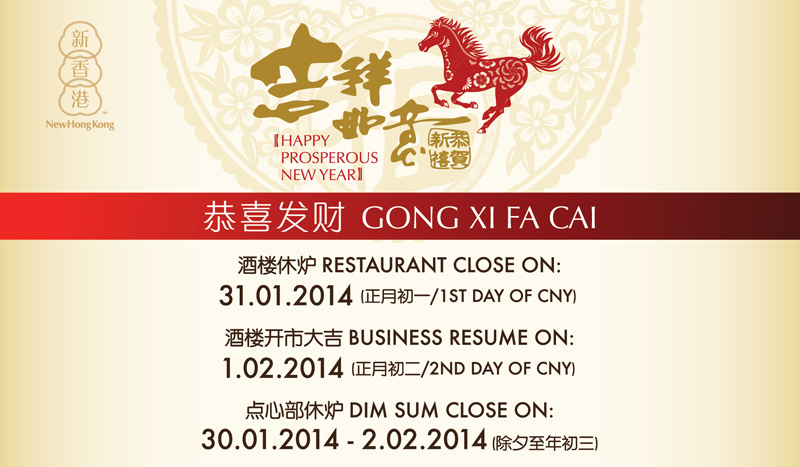 新
香
港
NewHongKong™
吉祥
如意
恭賀
新禧
【HAPPY
PROSPEROUS
NEW YEAR】
恭喜发财 GONG XI FA CAI
酒楼休炉 RESTAURANT CLOSE ON:
31.01.2014 (正月初一/1ST DAY OF CNY)
酒楼开市大吉 BUSINESS RESUME ON:
1.02.2014 (正月初二/2ND DAY OF CNY)
点心部休炉 DIM SUM CLOSE ON:
30.01.2014 - 2.02.2014 (除夕至年初三)